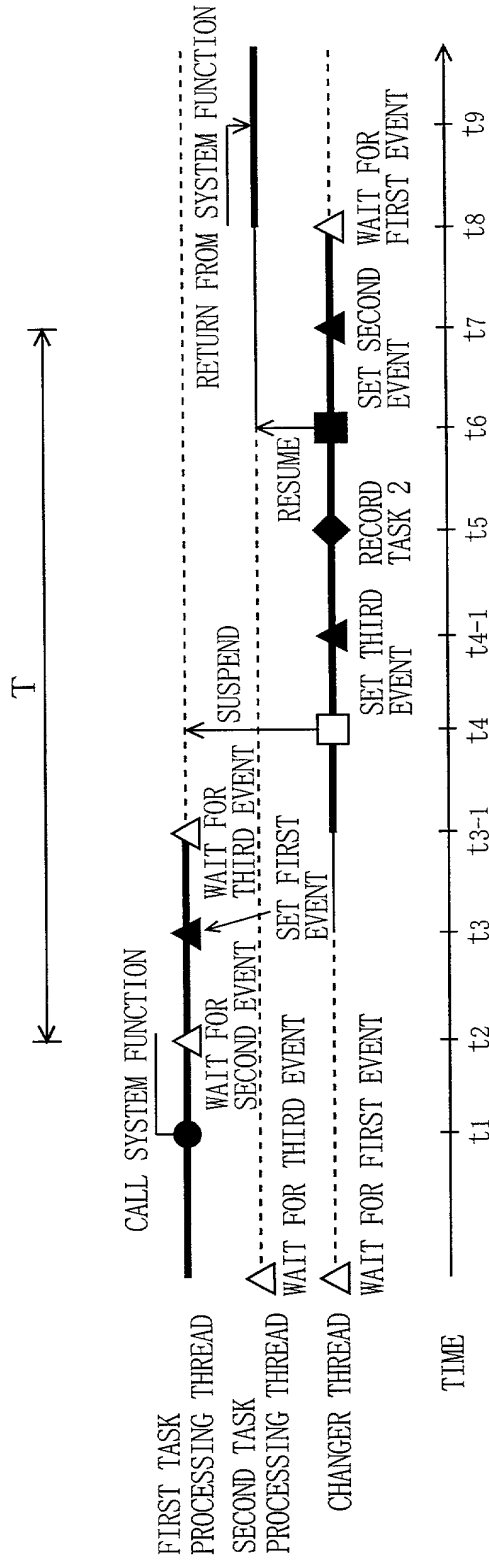 T
CALL SYSTEM FUNCTION
RETURN FROM SYSTEM FUNCTION
FIRST TASK
PROCESSING THREAD
WAIT FOR
SECOND EVENT
WAIT FOR
THIRD EVENT
SUSPEND
SET FIRST
EVENT
SECOND TASK
PROCESSING THREAD
WAIT FOR THIRD EVENT
RESUME
CHANGER THREAD
WAIT FOR FIRST EVENT
SET THIRD
EVENT
RECORD
TASK 2
SET SECOND
EVENT
WAIT FOR
FIRST EVENT
TIME
t1
t2
t3
t3-1
t4
t4-1
t5
t6
t7
t8
t9